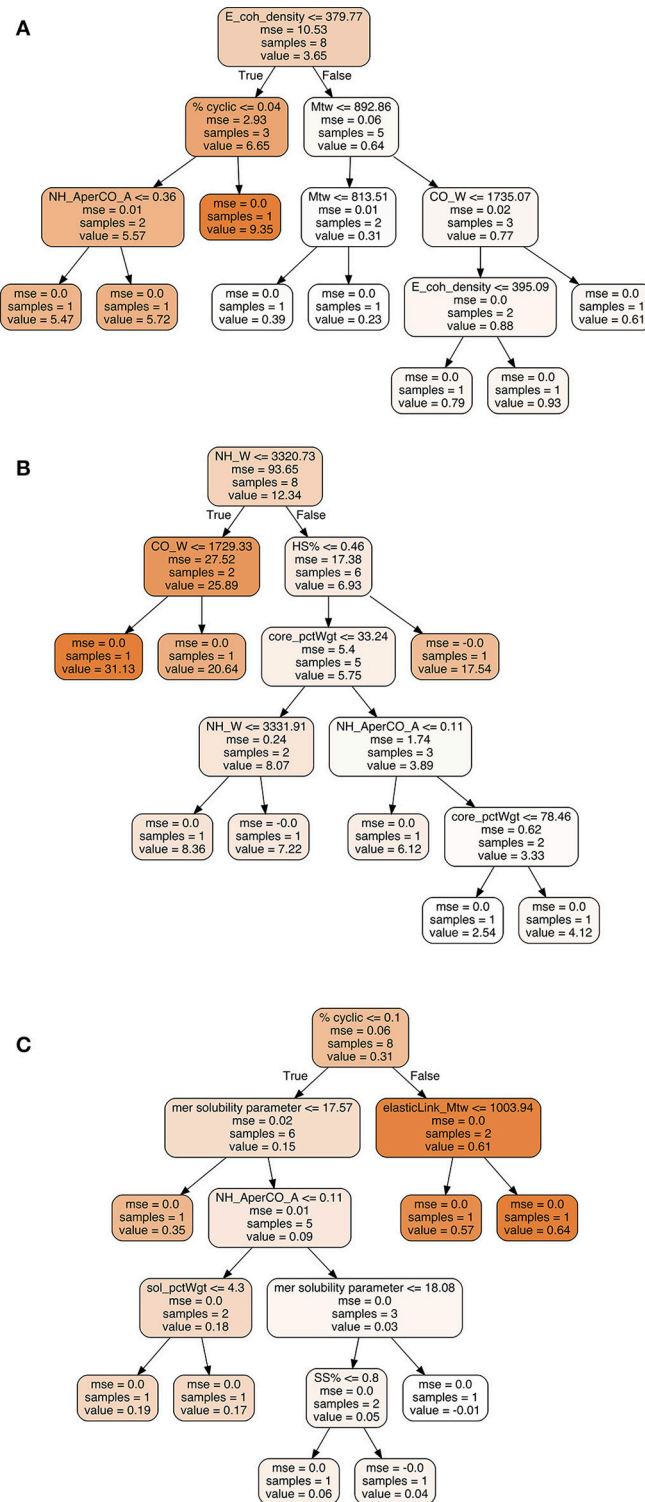 A
E_coh_density <= 379.77
mse = 10.53
samples = 8
value = 3.65
True
False
% cyclic <= 0.04
mse = 2.93
samples = 3
value = 6.65
Mtw <= 892.86
mse = 0.06
samples = 5
value = 0.64
NH_AperCO_A <= 0.36
mse = 0.01
samples = 2
value = 5.57
mse = 0.0
samples = 1
value = 9.35
Mtw <= 813.51
mse = 0.01
samples = 2
value = 0.31
CO_W <= 1735.07
mse = 0.02
samples = 3
value = 0.77
mse = 0.0
samples = 1
value = 5.47
mse = 0.0
samples = 1
value = 5.72
mse = 0.0
samples = 1
value = 0.39
mse = 0.0
samples = 1
value = 0.23
E_coh_density <= 395.09
mse = 0.0
samples = 2
value = 0.88
mse = 0.0
samples = 1
value = 0.61
mse = 0.0
samples = 1
value = 0.79
mse = 0.0
samples = 1
value = 0.93
B
NH_W <= 3320.73
mse = 93.65
samples = 8
value = 12.34
True
False
CO_W <= 1729.33
mse = 27.52
samples = 2
value = 25.89
HS% <= 0.46
mse = 17.38
samples = 6
value = 6.93
mse = 0.0
samples = 1
value = 31.13
mse = 0.0
samples = 1
value = 20.64
core_pctWgt <= 33.24
mse = 5.4
samples = 5
value = 5.75
mse = -0.0
samples = 1
value = 17.54
NH_W <= 3331.91
mse = 0.24
samples = 2
value = 8.07
NH_AperCO_A <= 0.11
mse = 1.74
samples = 3
value = 3.89
mse = 0.0
samples = 1
value = 8.36
mse = -0.0
samples = 1
value = 7.22
mse = 0.0
samples = 1
value = 6.12
core_pctWgt <= 78.46
mse = 0.62
samples = 2
value = 3.33
mse = 0.0
samples = 1
value = 2.54
mse = 0.0
samples = 1
value = 4.12
C
% cyclic <= 0.1
mse = 0.06
samples = 8
value = 0.31
True
False
mer solubility parameter <= 17.57
mse = 0.02
samples = 6
value = 0.15
elasticLink_Mtw <= 1003.94
mse = 0.0
samples = 2
value = 0.61
mse = 0.0
samples = 1
value = 0.35
NH_AperCO_A <= 0.11
mse = 0.01
samples = 5
value = 0.09
mse = 0.0
samples = 1
value = 0.57
mse = 0.0
samples = 1
value = 0.64
sol_pctWgt <= 4.3
mse = 0.0
samples = 2
value = 0.18
mer solubility parameter <= 18.08
mse = 0.0
samples = 3
value = 0.03
mse = 0.0
samples = 1
value = 0.19
mse = 0.0
samples = 1
value = 0.17
SS% <= 0.8
mse = 0.0
samples = 2
value = 0.05
mse = 0.0
samples = 1
value = -0.01
mse = 0.0
samples = 1
value = 0.06
mse = -0.0
samples = 1
value = 0.04